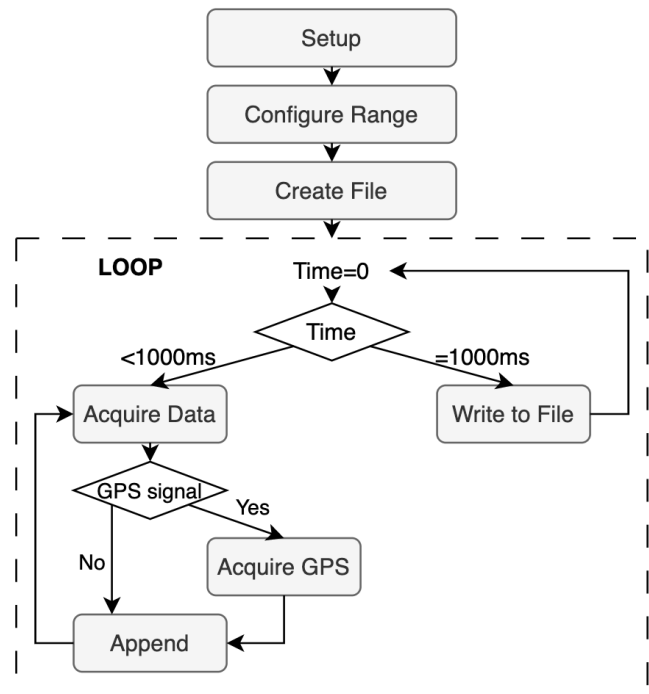 Setup
Configure Range
Create File
LOOP
Time=0
Time
<1000ms
=1000ms
Acquire Data
Write to File
GPS signal
Yes
No
Acquire GPS
Append